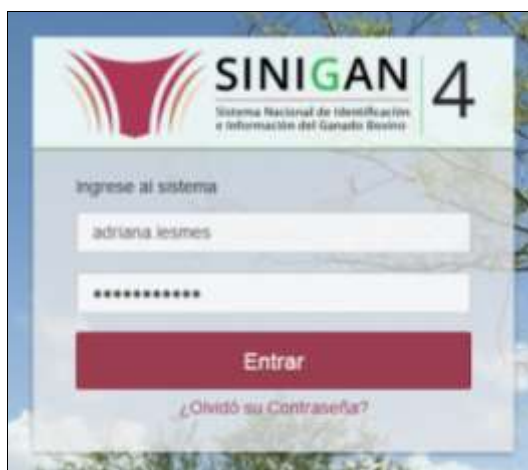 SINIGAN 4
Sistema Nacional de Identificación
e Información del Ganado Bovino
Ingrese al sistema
adriana lesmes
•••••••••••
Entrar
¿Olvidó su Contraseña?